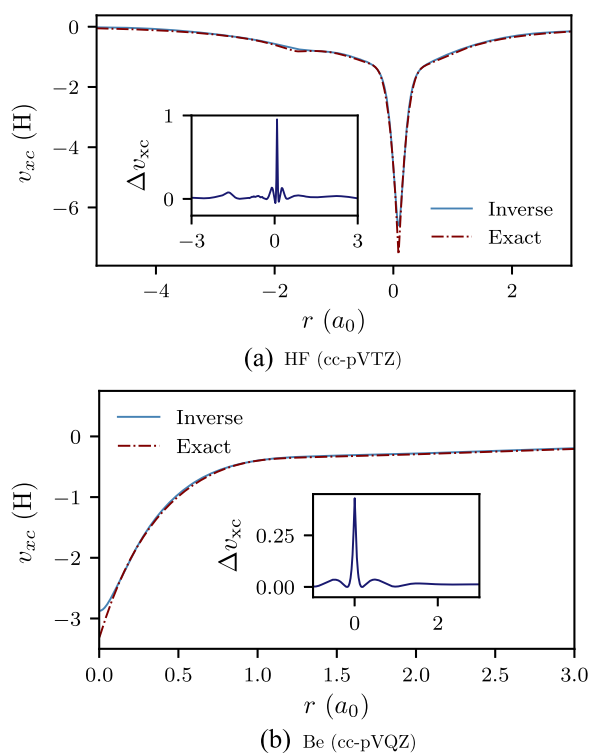 0
−2
−4
−6
v_xc (H)
1
0
Δv_xc
−3
0
3
Inverse
Exact
−4
−2
0
2
r (a_0)
(a) HF (cc-pVTZ)
Inverse
Exact
0
−1
−2
−3
v_xc (H)
0.25
0.00
Δv_xc
0
2
0.0
0.5
1.0
1.5
2.0
2.5
3.0
r (a_0)
(b) Be (cc-pVQZ)